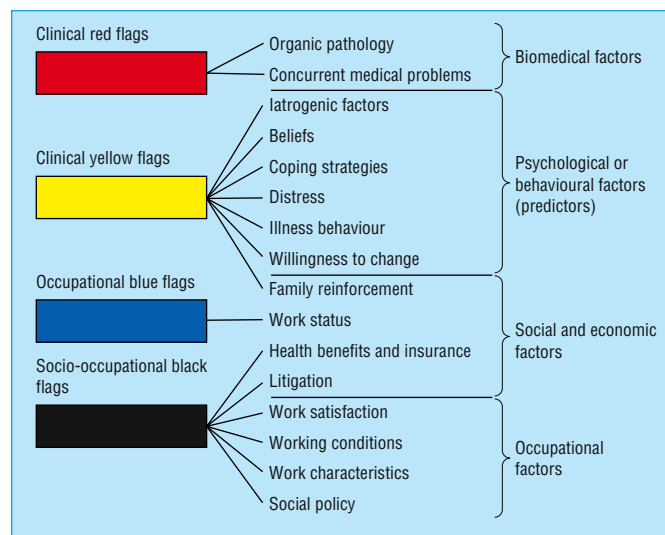 Clinical red flags
Organic pathology
Concurrent medical problems
Biomedical factors
Clinical yellow flags
Iatrogenic factors
Beliefs
Coping strategies
Distress
Illness behaviour
Willingness to change
Psychological or
behavioural factors
(predictors)
Family reinforcement
Occupational blue flags
Work status
Socio-occupational black
flags
Health benefits and insurance
Litigation
Social and economic
factors
Work satisfaction
Working conditions
Work characteristics
Social policy
Occupational
factors